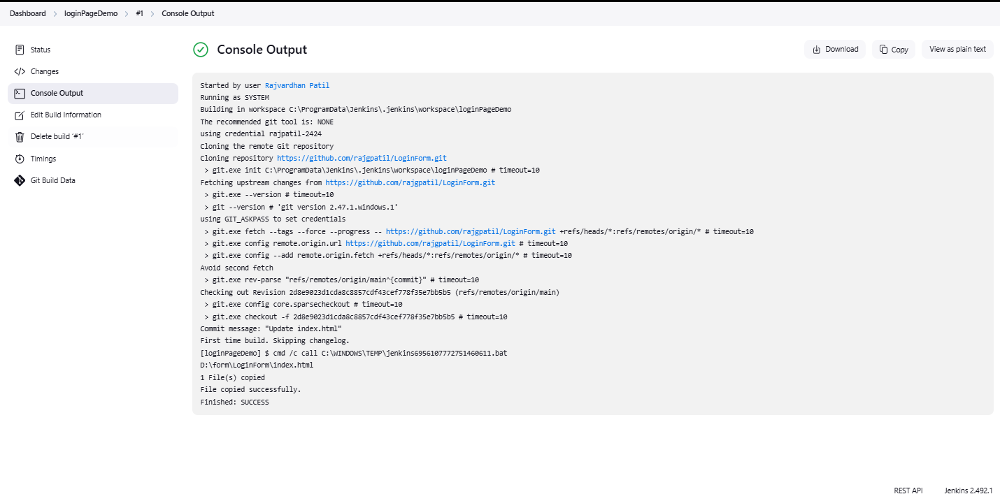 Dashboard > loginPageDemo > #1 > Console Output
Status
Changes
Console Output
Edit Build Information
Delete build '#1'
Timings
Git Build Data
Console Output
Download
Copy
View as plain text
Started by user Rajvardhan Patil
Running as SYSTEM
Building in workspace C:\ProgramData\Jenkins\.jenkins\workspace\loginPageDemo
The recommended git tool is: NONE
using credential rajpatil-2424
Cloning the remote Git repository
Cloning repository https://github.com/rajgpatil/LoginForm.git
 > git.exe init C:\ProgramData\Jenkins\.jenkins\workspace\loginPageDemo # timeout=10
Fetching upstream changes from https://github.com/rajgpatil/LoginForm.git
 > git.exe --version # timeout=10
 > git --version # 'git version 2.47.1.windows.1'
using GIT_ASKPASS to set credentials
 > git.exe fetch --tags --force --progress -- https://github.com/rajgpatil/LoginForm.git +refs/heads/*:refs/remotes/origin/* # timeout=10
 > git.exe config remote.origin.url https://github.com/rajgpatil/LoginForm.git # timeout=10
 > git.exe config --add remote.origin.fetch +refs/heads/*:refs/remotes/origin/* # timeout=10
Avoid second fetch
 > git.exe rev-parse "refs/remotes/origin/main^{commit}" # timeout=10
Checking out Revision 2d8e9023d1cda8c8857cdf43cef778f35e7bb5b5 (refs/remotes/origin/main)
 > git.exe config core.sparsecheckout # timeout=10
 > git.exe checkout -f 2d8e9023d1cda8c8857cdf43cef778f35e7bb5b5 # timeout=10
Commit message: "Update index.html"
First time build. Skipping changelog.
[loginPageDemo] $ cmd /c call C:\WINDOWS\TEMP\jenkins6956107772751460611.bat
D:\form\LoginForm\index.html
1 File(s) copied
File copied successfully.
Finished: SUCCESS
REST API
Jenkins 2.492.1